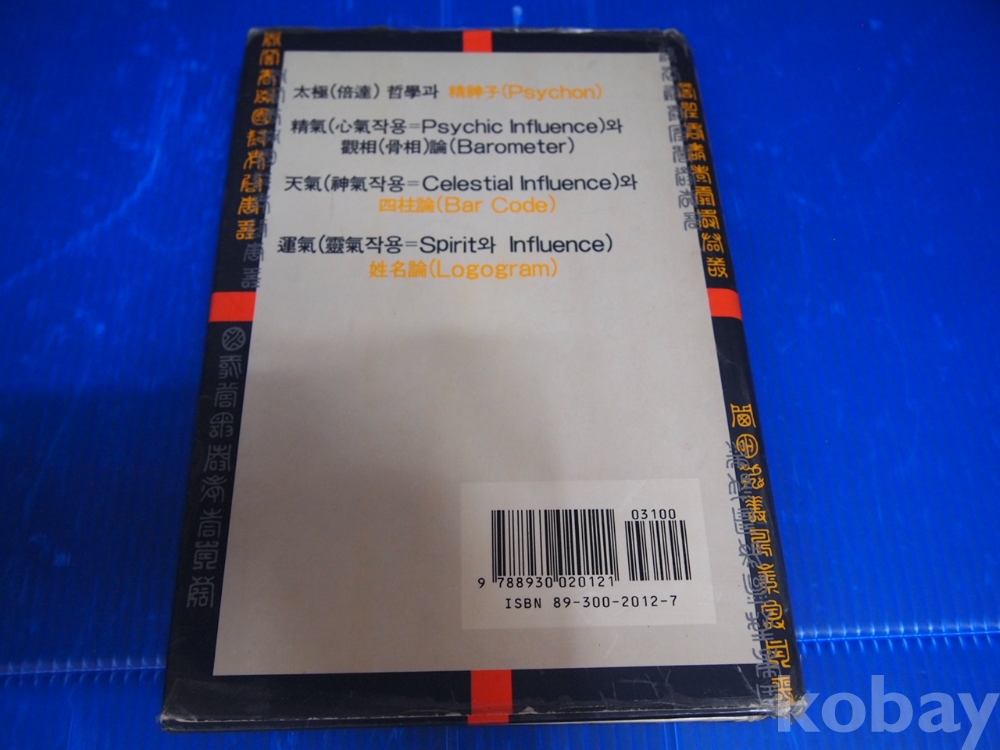 太極(倍達) 哲學과 精神子(Psychon)
精氣(心氣작용=Psychic Influence)와
觀相(骨相)論(Barometer)
天氣(神氣작용=Celestial Influence)와
四柱論(Bar Code)
運氣(靈氣작용=Spirit와 Influence)
姓名論(Logogram)
03100
9 788930 020121
ISBN 89-300-2012-7
kobay